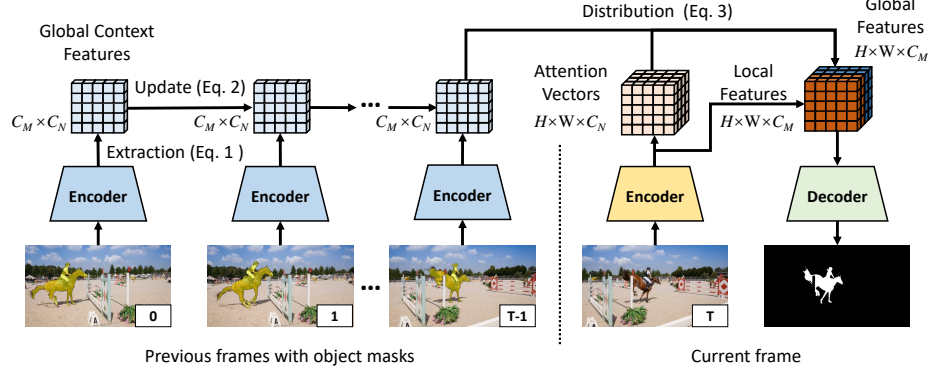 Distribution (Eq. 3)
Global
Features
H×W×C_M
Global Context
Features
Update (Eq. 2)
Attention
Vectors
H×W×C_N
Local
Features
H×W×C_M
C_M×C_N
C_M×C_N
C_M×C_N
Extraction (Eq. 1 )
Encoder
Encoder
Encoder
Encoder
Decoder
0
1
T-1
T
Previous frames with object masks
Current frame